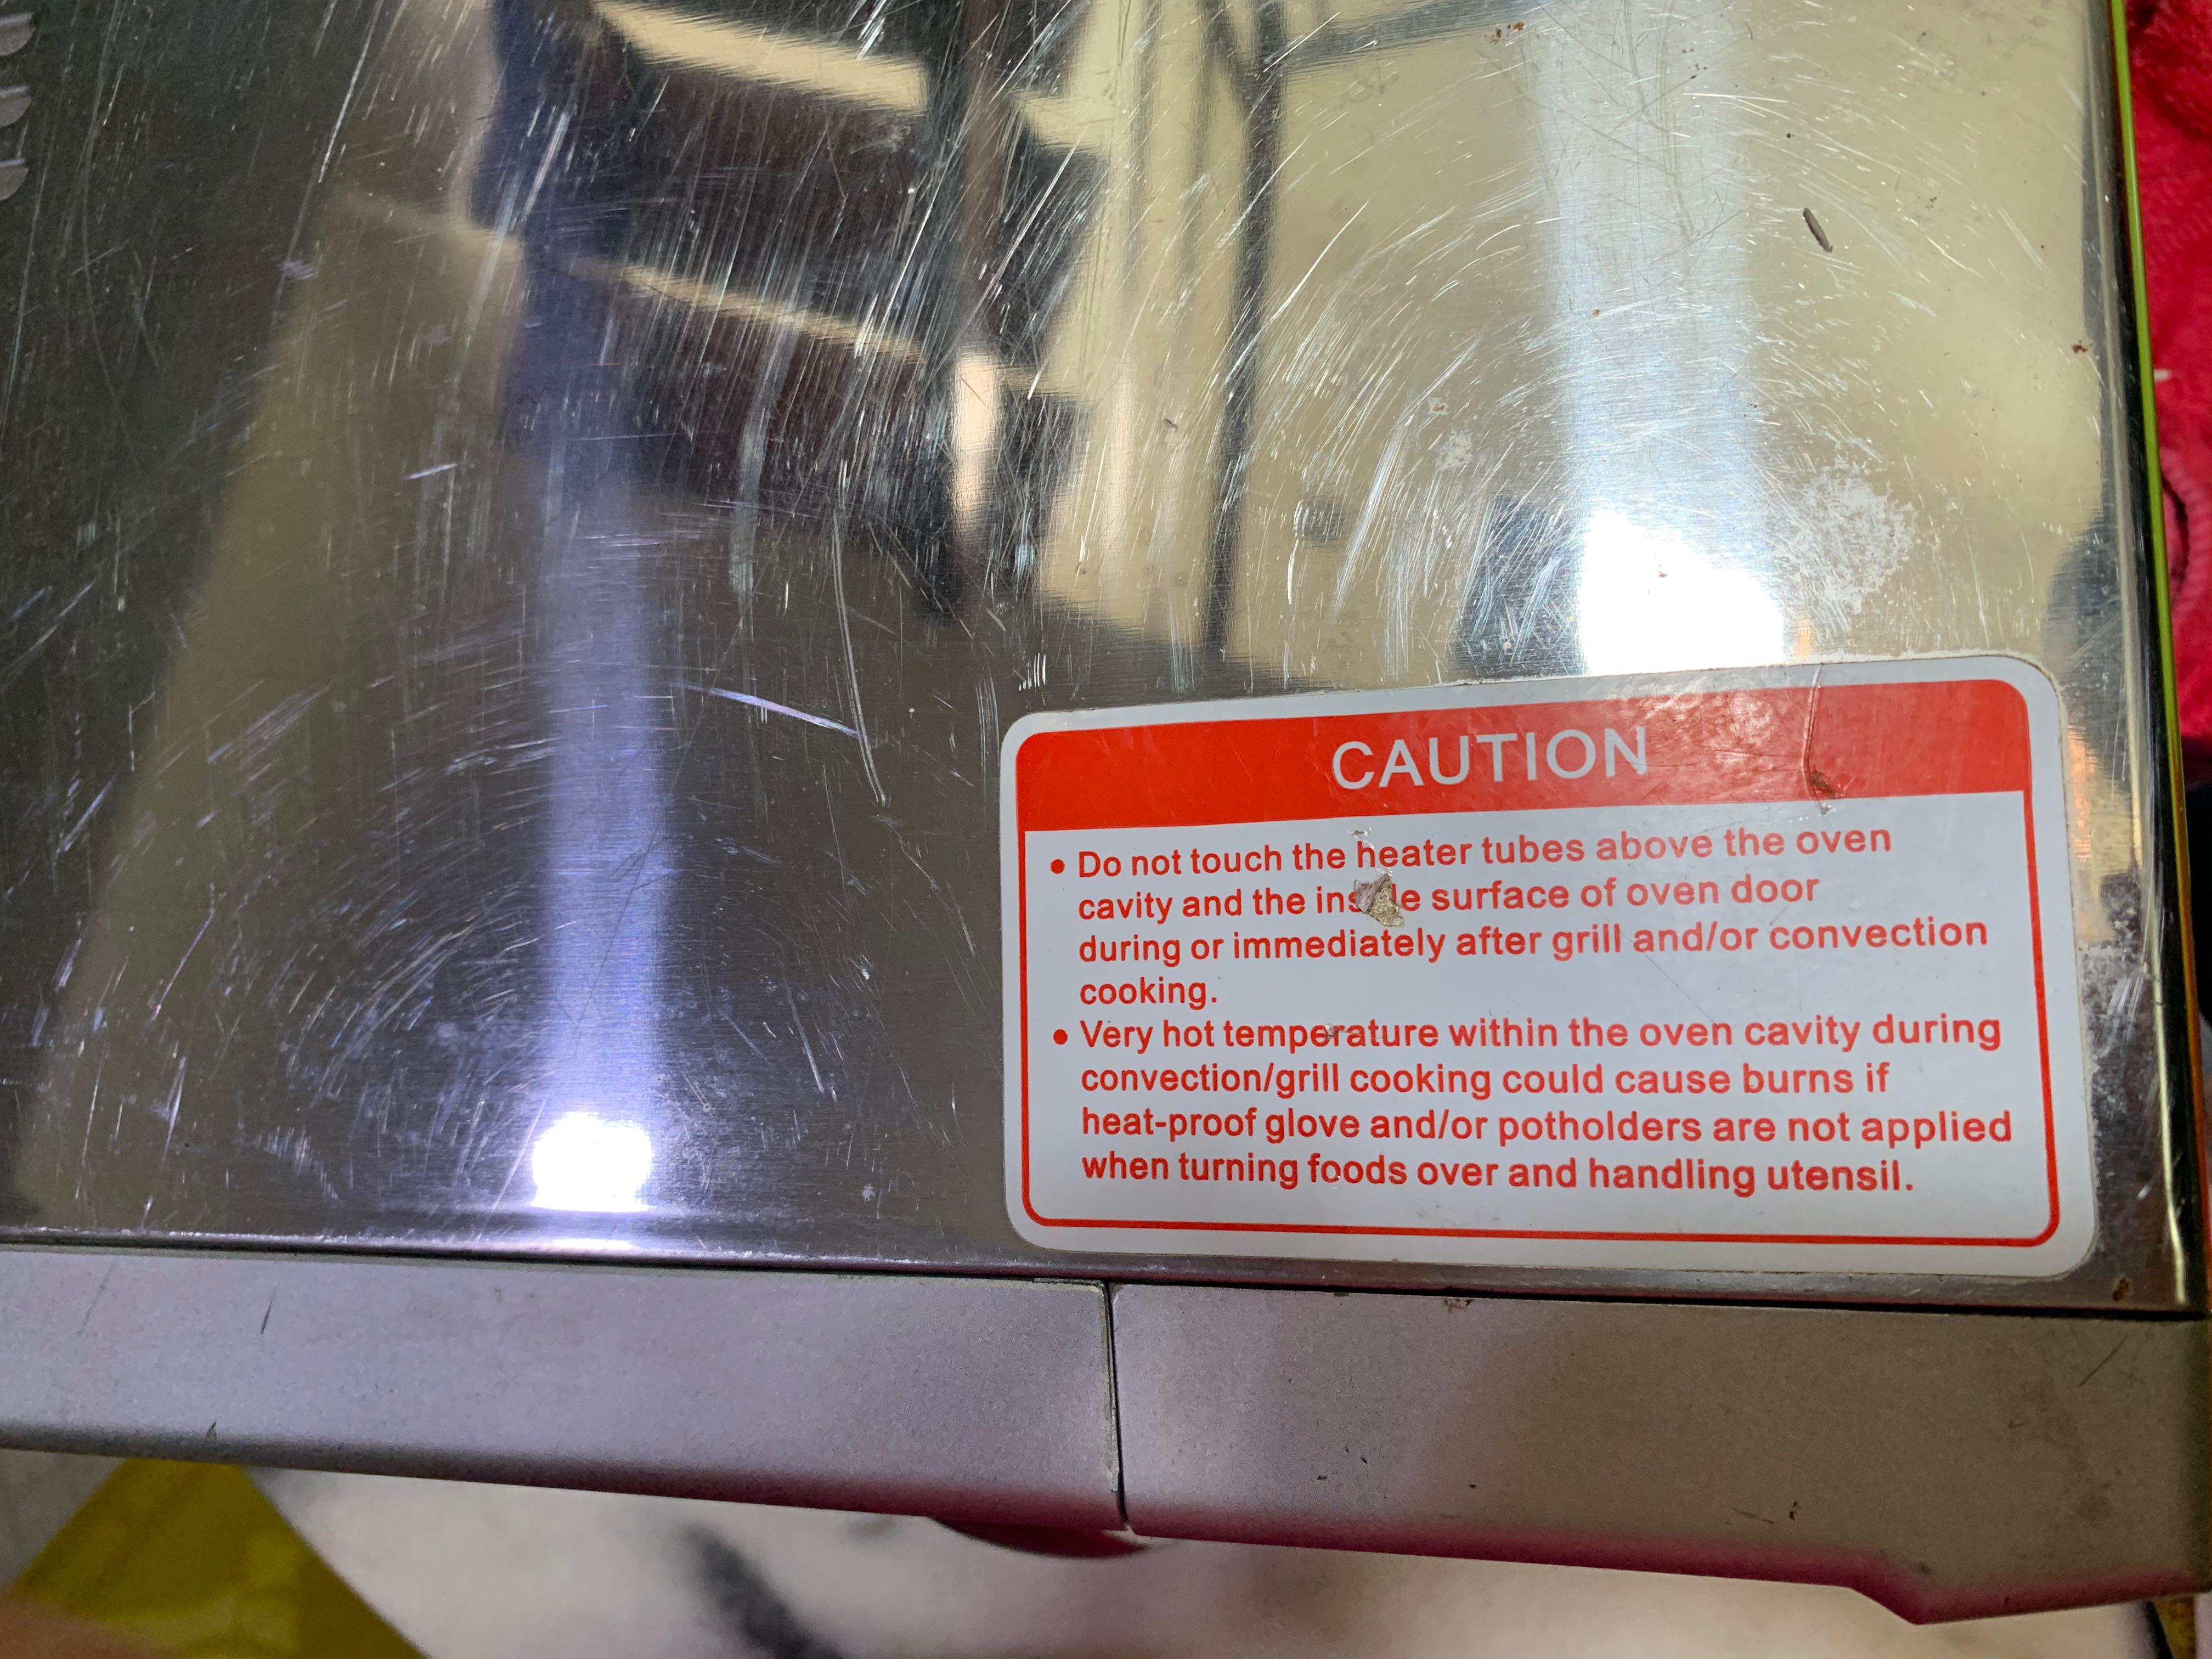 CAUTION
• Do not touch the heater tubes above the oven
cavity and the inside surface of oven door
during or immediately after grill and/or convection
cooking.
• Very hot temperature within the oven cavity during
convection/grill cooking could cause burns if
heat-proof glove and/or potholders are not applied
when turning foods over and handling utensil.